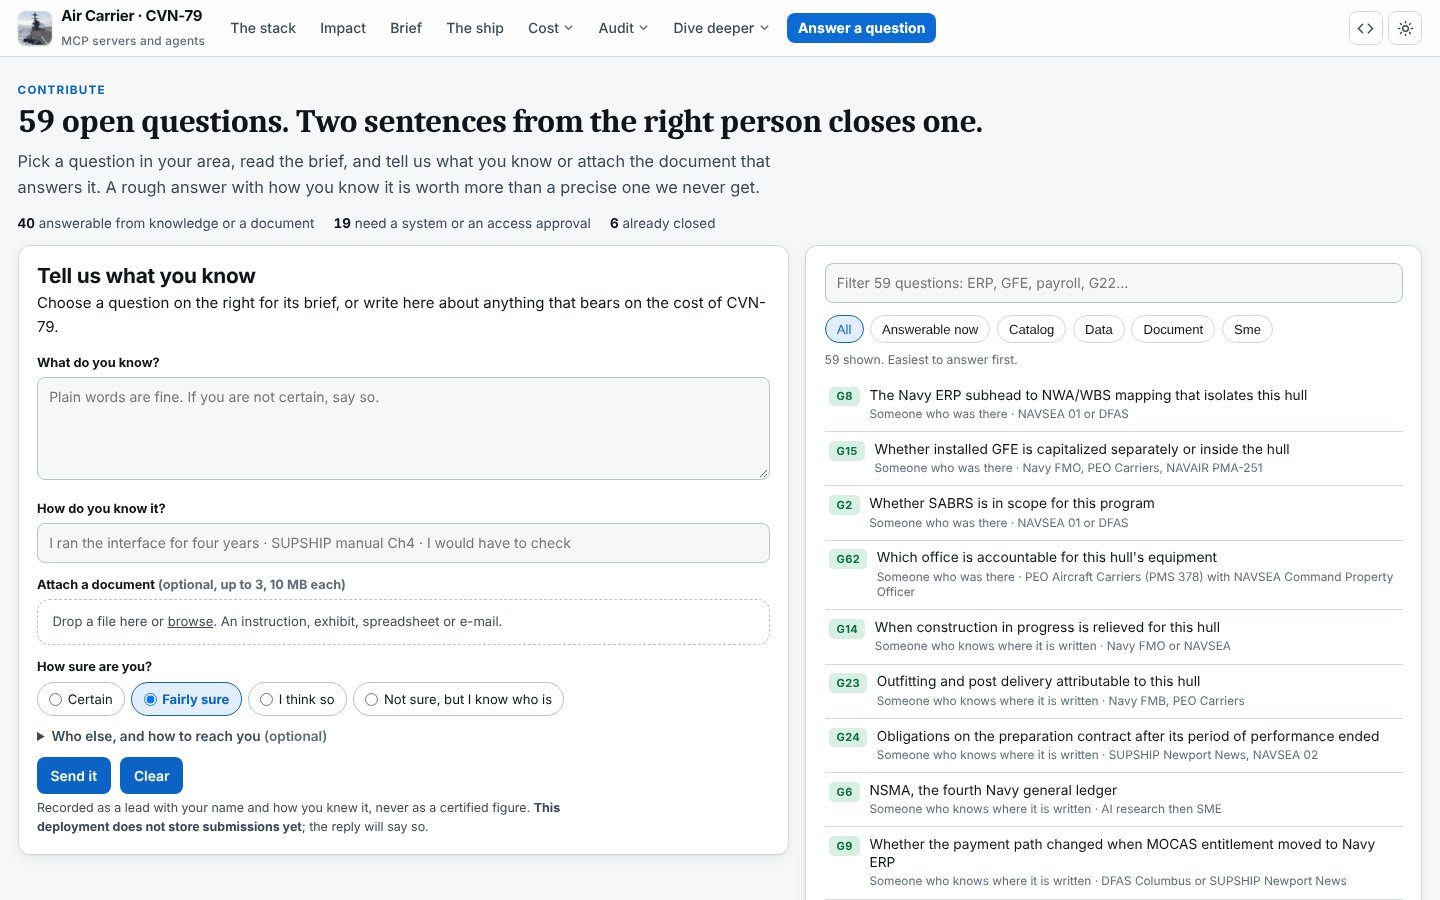 Air Carrier · CVN-79
MCP servers and agents
The stack
Impact
Brief
The ship
Cost
Audit
Dive deeper
Answer a question
CONTRIBUTE
59 open questions. Two sentences from the right person closes one.
Pick a question in your area, read the brief, and tell us what you know or attach the document that
answers it. A rough answer with how you know it is worth more than a precise one we never get.
40 answerable from knowledge or a document 19 need a system or an access approval 6 already closed
Tell us what you know
Choose a question on the right for its brief, or write here about anything that bears on the cost of CVN-
79.
What do you know?
Plain words are fine. If you are not certain, say so.
How do you know it?
I ran the interface for four years · SUPSHIP manual Ch4 · I would have to check
Attach a document (optional, up to 3, 10 MB each)
Drop a file here or browse. An instruction, exhibit, spreadsheet or e-mail.
How sure are you?
Certain
Fairly sure
I think so
Not sure, but I know who is
Who else, and how to reach you (optional)
Send it
Clear
Recorded as a lead with your name and how you knew it, never as a certified figure. This
deployment does not store submissions yet; the reply will say so.
Filter 59 questions: ERP, GFE, payroll, G22...
All
Answerable now
Catalog
Data
Document
Sme
59 shown. Easiest to answer first.
G8 The Navy ERP subhead to NWA/WBS mapping that isolates this hull
Someone who was there · NAVSEA 01 or DFAS
G15 Whether installed GFE is capitalized separately or inside the hull
Someone who was there · Navy FMO, PEO Carriers, NAVAIR PMA-251
G2 Whether SABRS is in scope for this program
Someone who was there · NAVSEA 01 or DFAS
G62 Which office is accountable for this hull's equipment
Someone who was there · PEO Aircraft Carriers (PMS 378) with NAVSEA Command Property
Officer
G14 When construction in progress is relieved for this hull
Someone who knows where it is written · Navy FMO or NAVSEA
G23 Outfitting and post delivery attributable to this hull
Someone who knows where it is written · Navy FMB, PEO Carriers
G24 Obligations on the preparation contract after its period of performance ended
Someone who knows where it is written · SUPSHIP Newport News, NAVSEA 02
G6 NSMA, the fourth Navy general ledger
Someone who knows where it is written · AI research then SME
G9 Whether the payment path changed when MOCAS entitlement moved to Navy
ERP
Someone who knows where it is written · DFAS Columbus or SUPSHIP Newport News